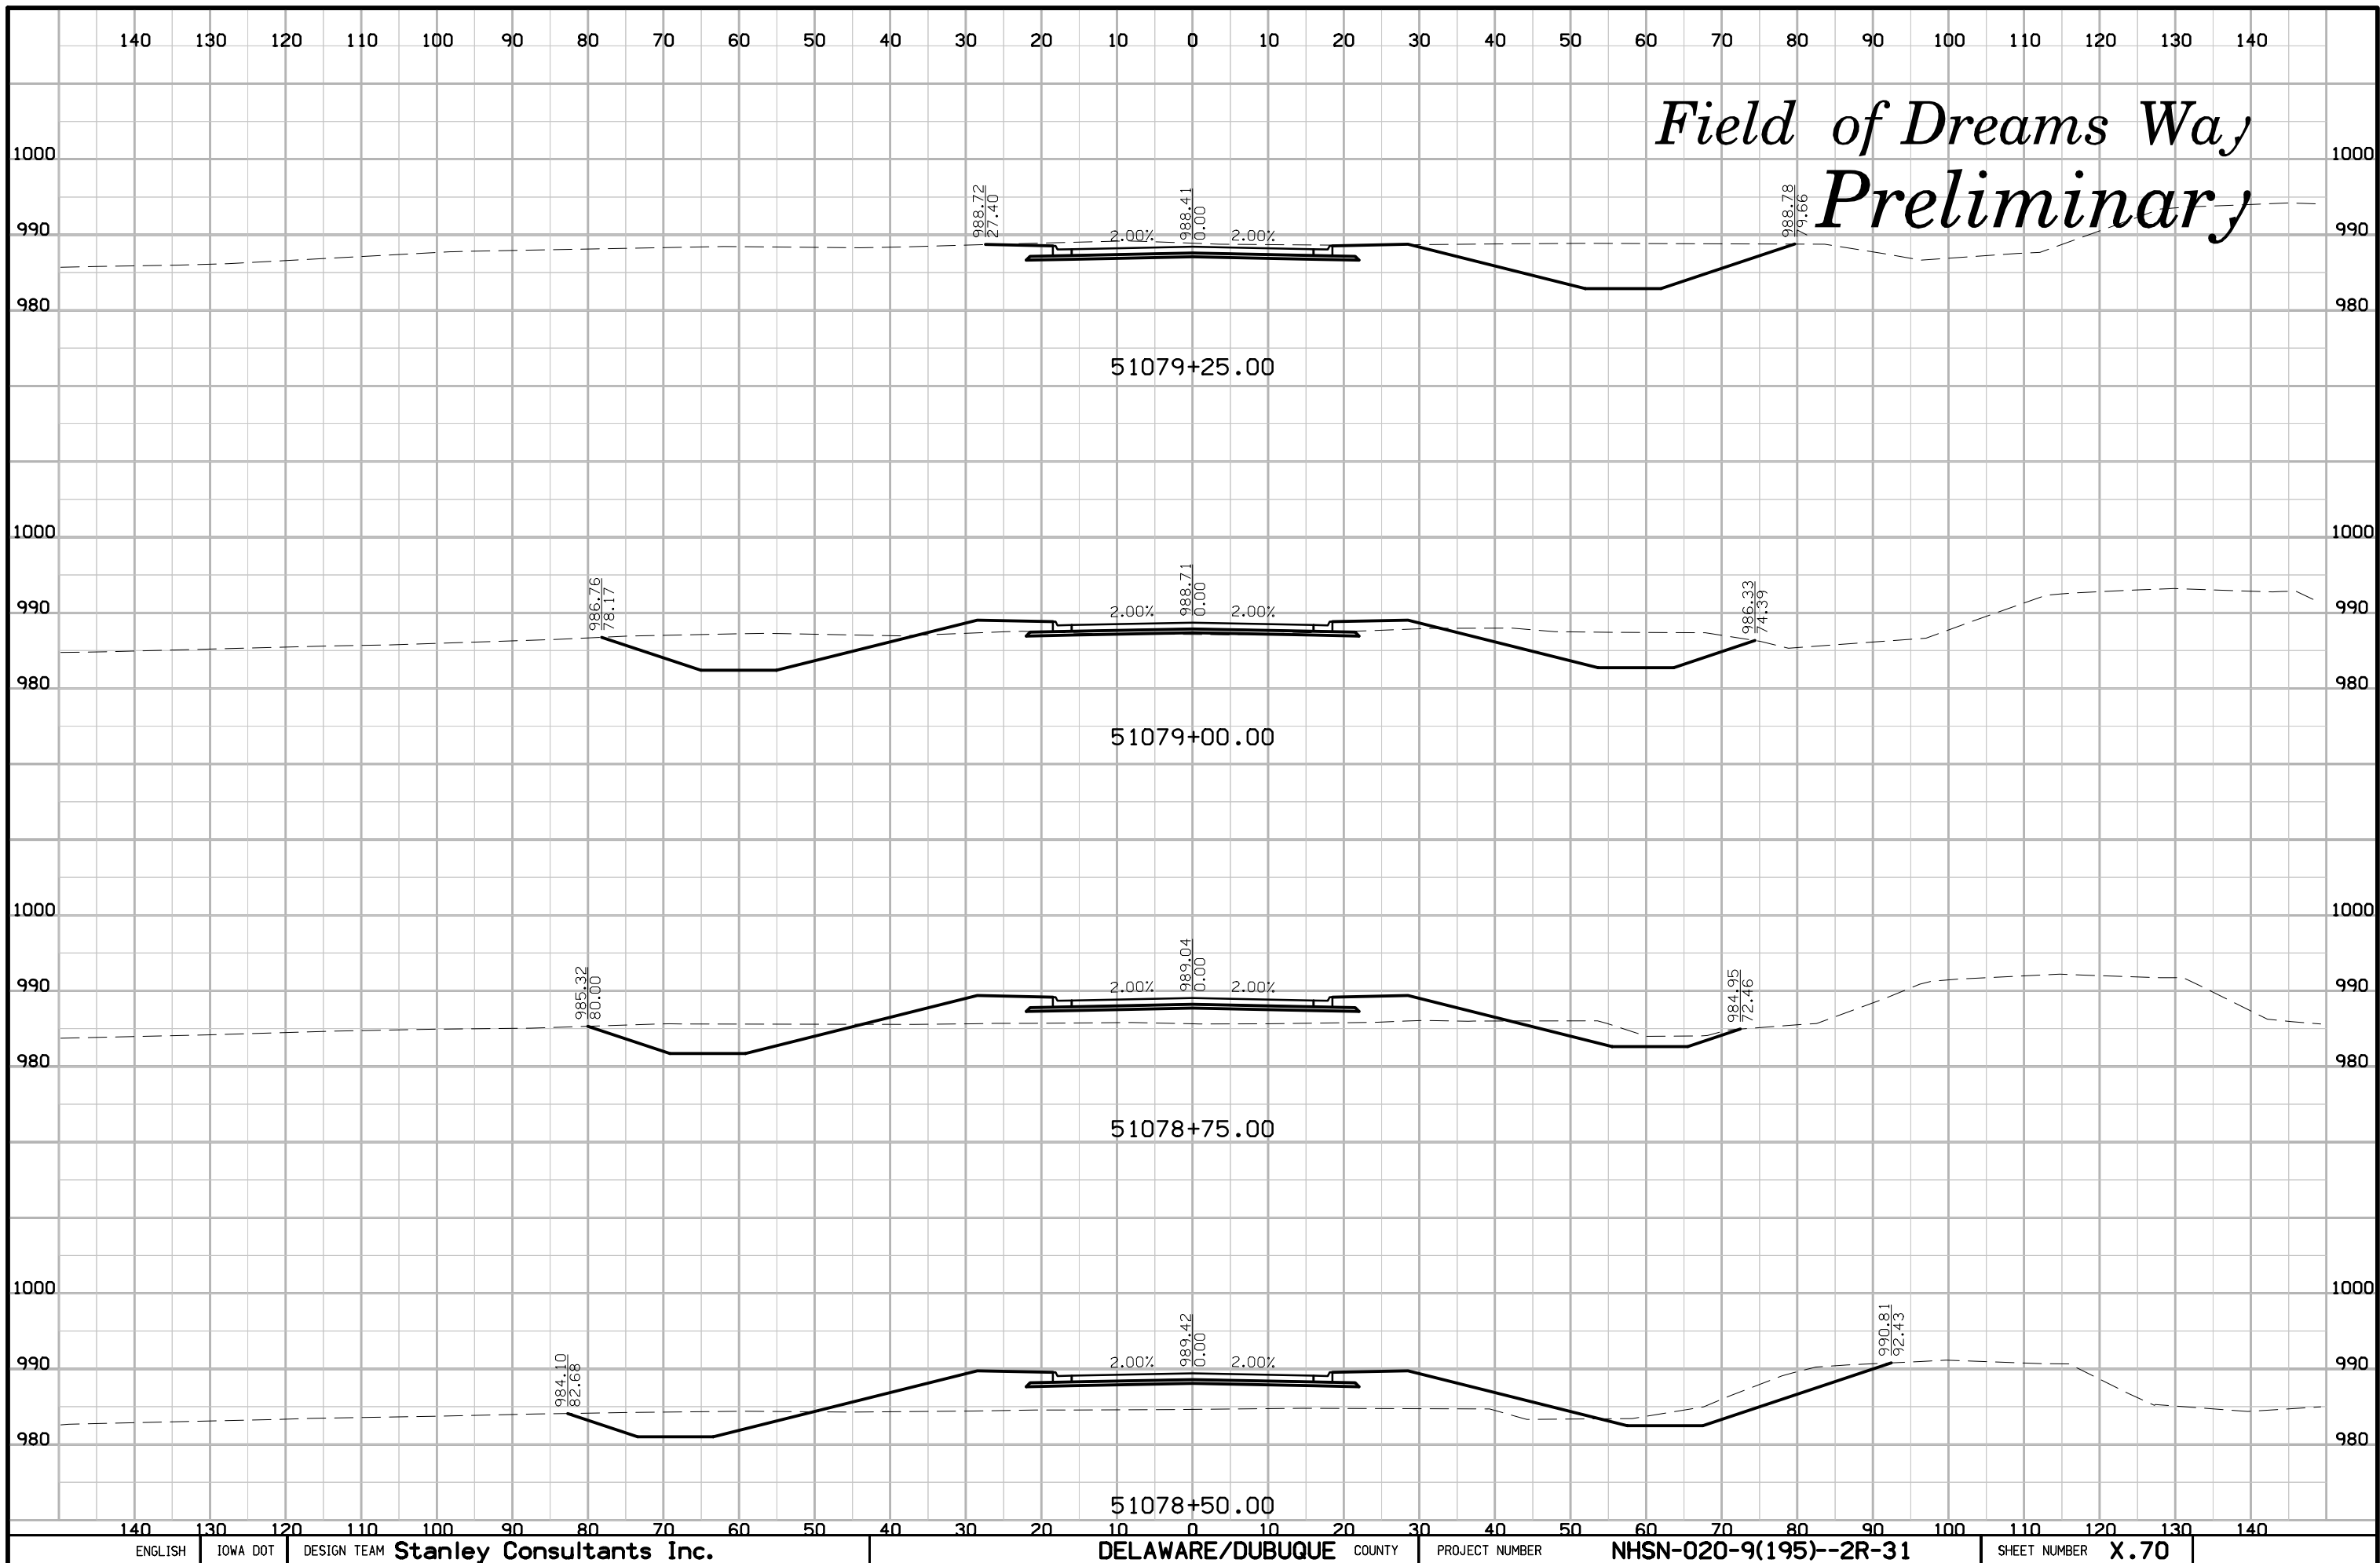 140 130 120 110 100 90 80 70 60 50 40 30 20 10 0 10 20 30 40 50 60 70 80 90 100 110 120 130 140
Field of Dreams Way
Preliminary
1000 1000
988.72 27.40 988.41 0.00 988.78 79.66
990 2.00% 2.00% 990
980 980
51079+25.00
1000 1000
986.76 78.17 988.71 0.00 986.33 74.39
990 2.00% 2.00% 990
980 980
51079+00.00
1000 1000
985.32 80.00 989.04 0.00 984.95 72.46
990 2.00% 2.00% 990
980 980
51078+75.00
1000 1000
984.10 82.68 989.42 0.00 990.81 92.43
990 2.00% 2.00% 990
980 980
51078+50.00
140 130 120 110 100 90 80 70 60 50 40 30 20 10 0 10 20 30 40 50 60 70 80 90 100 110 120 130 140
ENGLISH IOWA DOT DESIGN TEAM Stanley Consultants Inc. DELAWARE/DUBUQUE COUNTY PROJECT NUMBER NHSN-020-9(195)--2R-31 SHEET NUMBER X.70